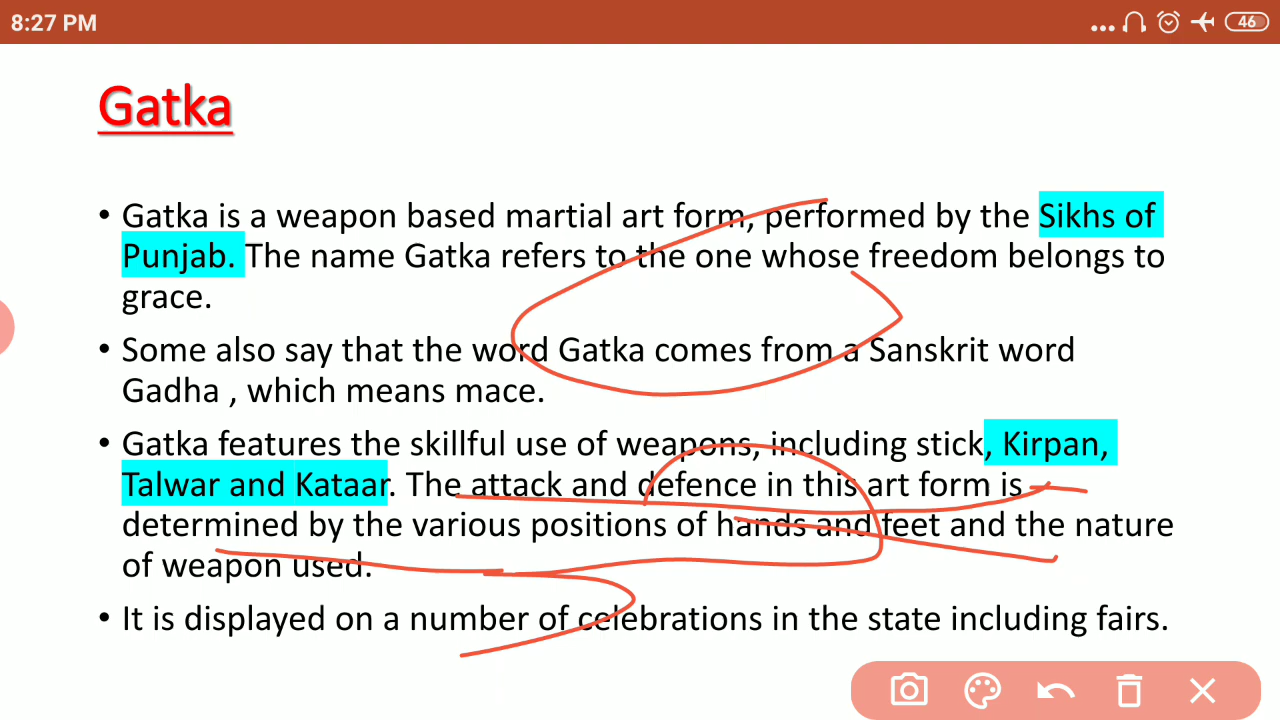 8:27 PM
46
Gatka
• Gatka is a weapon based martial art form, performed by the Sikhs of
Punjab. The name Gatka refers to the one whose freedom belongs to
grace.
• Some also say that the word Gatka comes from a Sanskrit word
Gadha , which means mace.
• Gatka features the skillful use of weapons, including stick, Kirpan,
Talwar and Kataar. The attack and defence in this art form is
determined by the various positions of hands and feet and the nature
of weapon used.
• It is displayed on a number of celebrations in the state including fairs.